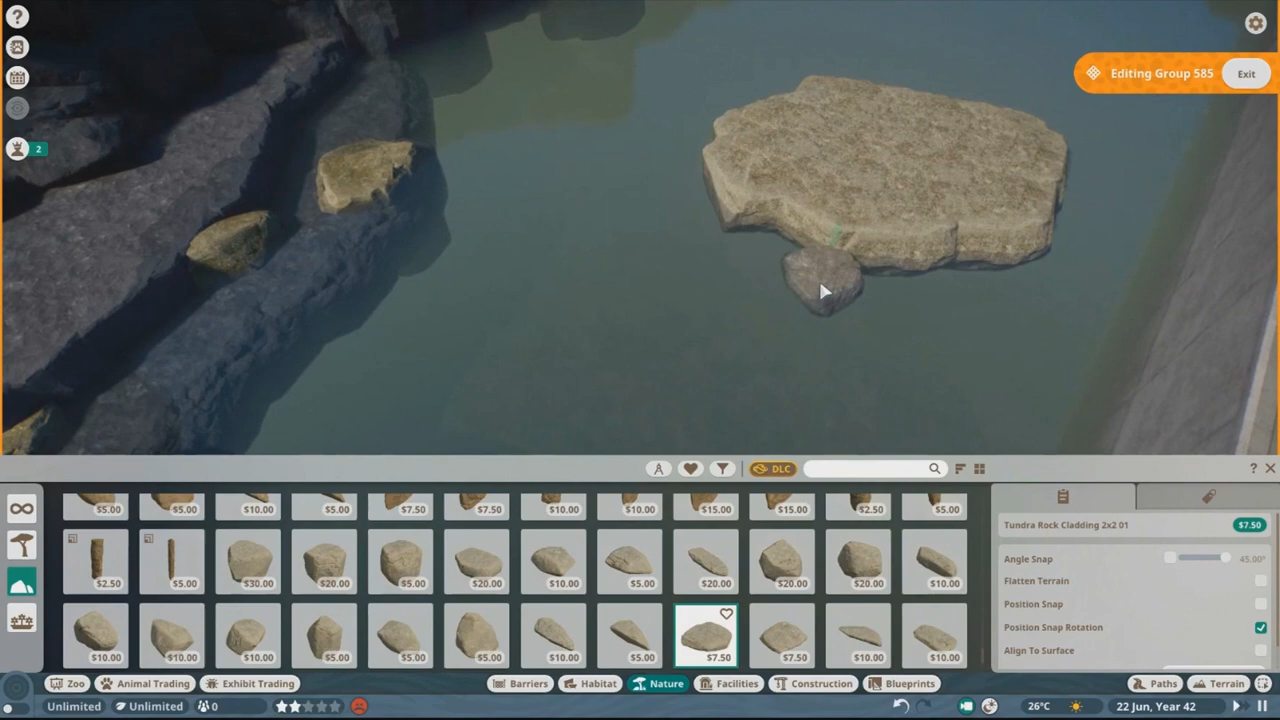 ?
Editing Group 585 Exit
2
DLC
? ×
$5.00 $5.00 $10.00 $5.00 $7.50 $7.50 $10.00 $10.00 $15.00 $15.00 $2.50 $5.00
$2.50 $5.00 $30.00 $20.00 $5.00 $20.00 $10.00 $5.00 $20.00 $20.00 $20.00 $10.00
$10.00 $10.00 $10.00 $5.00 $5.00 $5.00 $10.00 $5.00 $7.50 $7.50 $10.00 $10.00
Tundra Rock Cladding 2x2 01 $7.50
Angle Snap 45.00°
Flatten Terrain
Position Snap
Position Snap Rotation
Align To Surface
Zoo Animal Trading Exhibit Trading Barriers Habitat Nature Facilities Construction Blueprints Paths Terrain
Unlimited Unlimited 0 26°C 22 Jun, Year 42